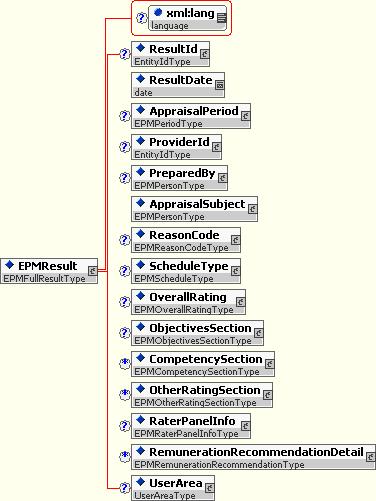 xml:lang
language
? ResultId
EntityIdType
ResultDate
date
? AppraisalPeriod
EPMPeriodType
? ProviderId
EntityIdType
? PreparedBy
EPMPersonType
AppraisalSubject
EPMPersonType
? ReasonCode
EPMReasonCodeType
EPMResult
EPMFullResultType
? ScheduleType
EPMScheduleType
? OverallRating
EPMOverallRatingType
? ObjectivesSection
EPMObjectivesSectionType
* CompetencySection
EPMCompetencySectionType
* OtherRatingSection
EPMOtherRatingSectionType
? RaterPanelInfo
EPMRaterPanelInfoType
* RemunerationRecommendationDetail
EPMRemunerationRecommendationType
? UserArea
UserAreaType